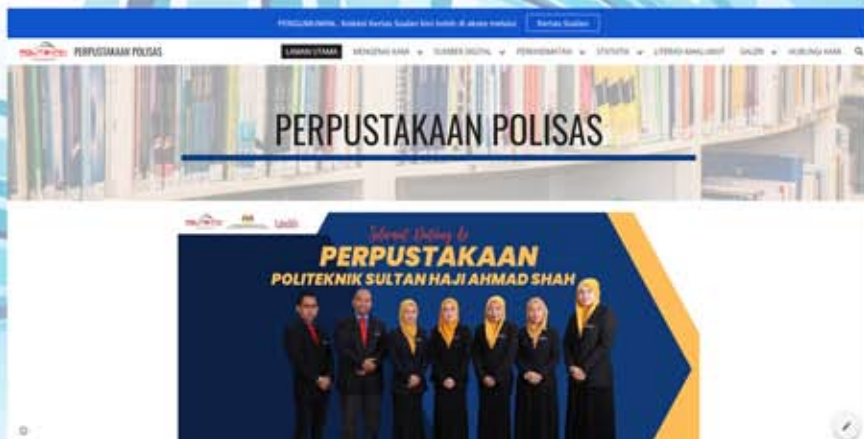 PENGUMUMAN : Koleksi Kertas Soalan kini boleh di akses melalui Kertas Soalan
POLITEKNIK PERPUSTAKAAN POLISAS LAMAN UTAMA MENGENAI KAMI SUMBER DIGITAL PERKHIDMATAN STATISTIK LITERASI MAKLUMAT GALERI HUBUNGI KAMI
PERPUSTAKAAN POLISAS
Selamat Datang ke
PERPUSTAKAAN
POLITEKNIK SULTAN HAJI AHMAD SHAH